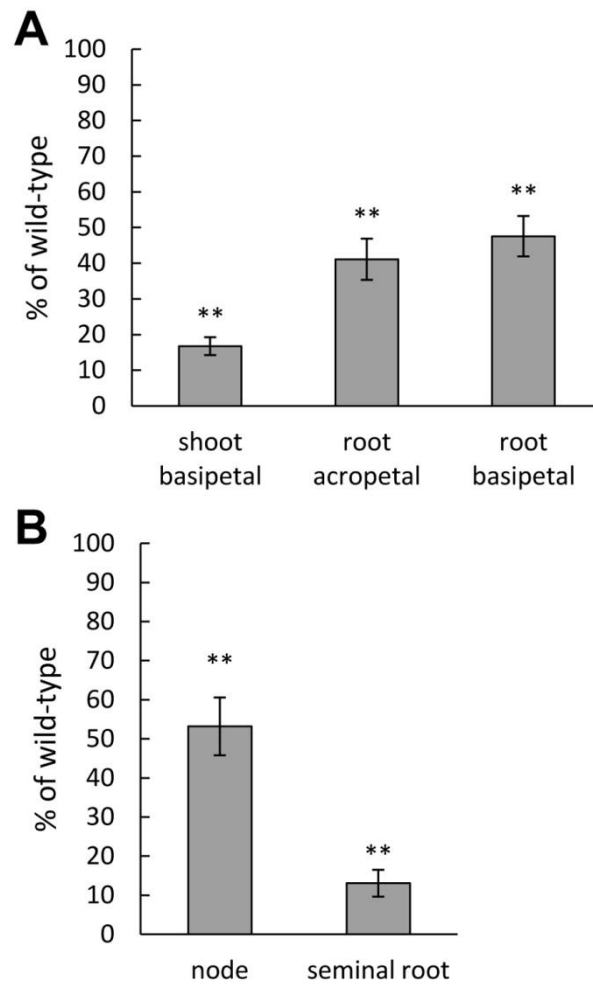 A
100
90
80
70
60
50
40
30
20
10
0
% of wild-type
**
**
**
shoot
basipetal
root
acropetal
root
basipetal
B
100
90
80
70
60
50
40
30
20
10
0
% of wild-type
**
**
node
seminal root